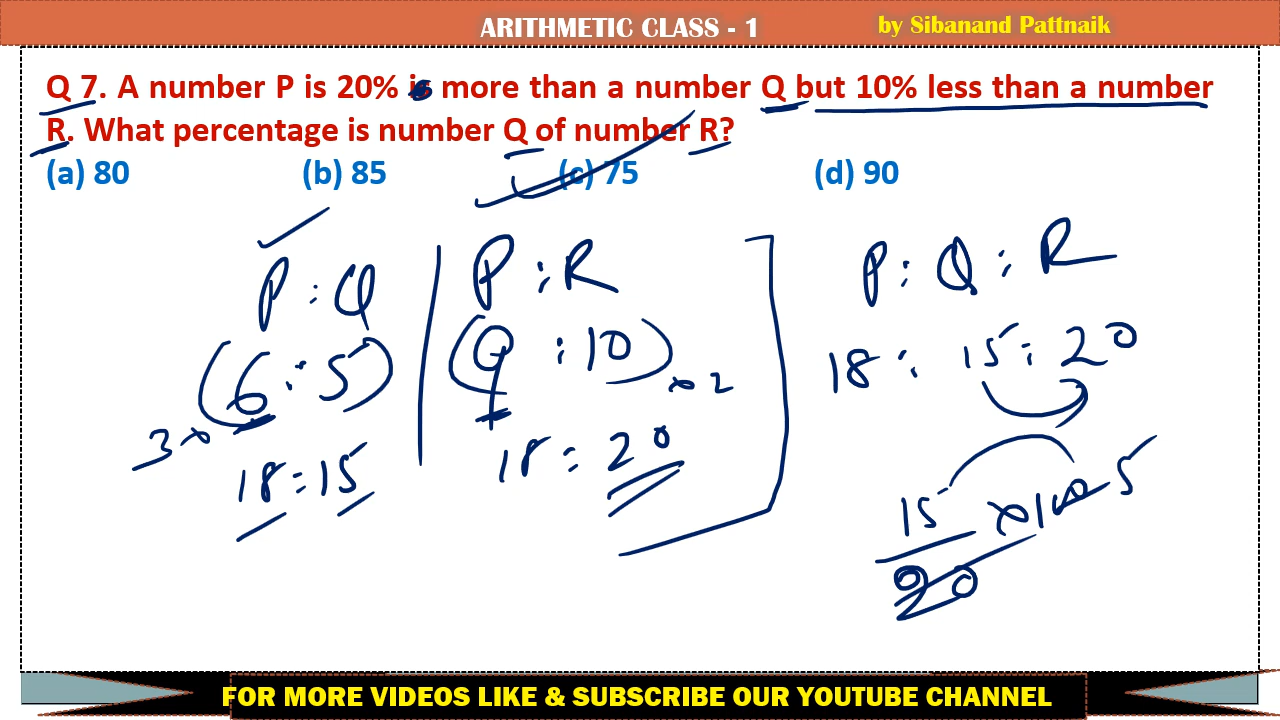 ARITHMETIC CLASS - 1
by Sibanand Pattnaik
Q 7. A number P is 20% is more than a number Q but 10% less than a number
R. What percentage is number Q of number R?
(a) 80 (b) 85 (c) 75 (d) 90
P : Q
(6 : 5)
3 ×
18 : 15
P : R
(9 : 10) × 2
18 : 20
P : Q : R
18 : 15 : 20
15 × 100 5
20
FOR MORE VIDEOS LIKE & SUBSCRIBE OUR YOUTUBE CHANNEL